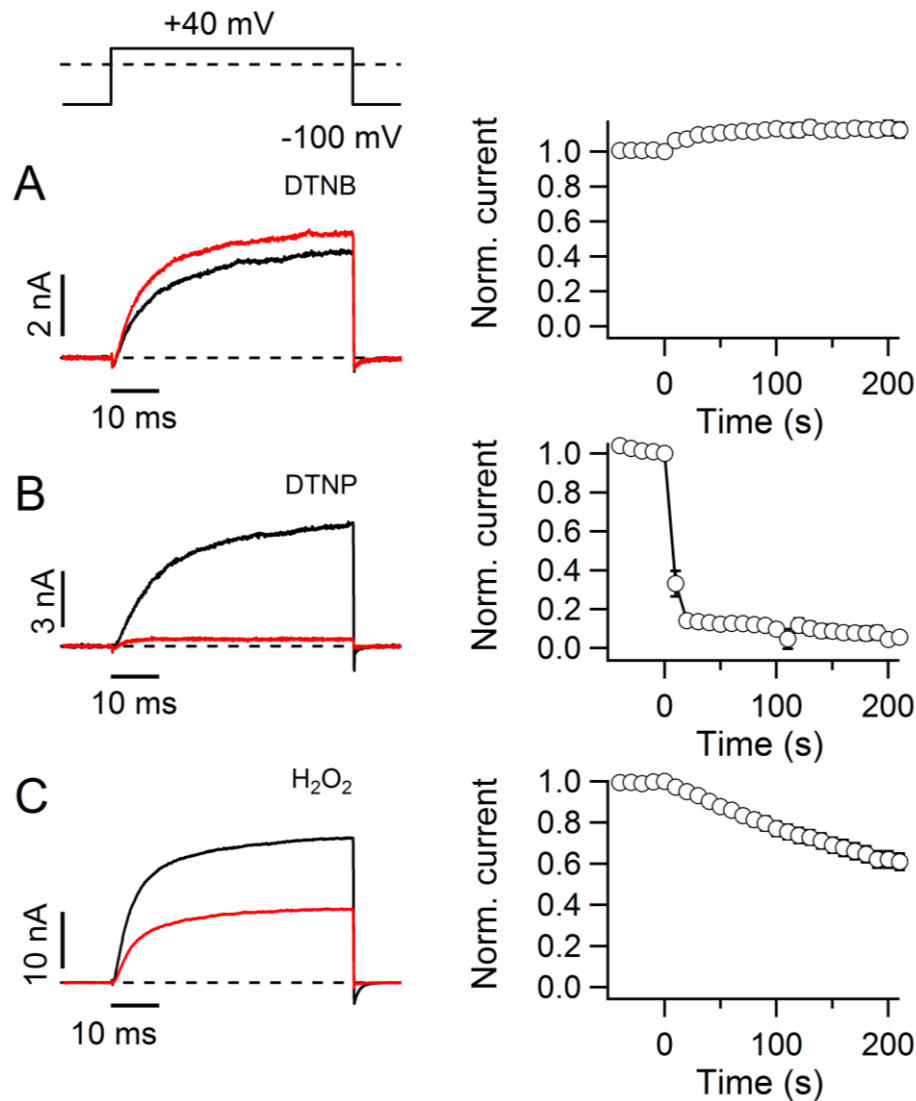 +40 mV
-100 mV
A
DTNB
2 nA
10 ms
Norm. current
1.0
0.8
0.6
0.4
0.2
0.0
0 100 200
Time (s)
B
DTNP
3 nA
10 ms
Norm. current
1.0
0.8
0.6
0.4
0.2
0.0
0 100 200
Time (s)
C
H₂O₂
10 nA
10 ms
Norm. current
1.0
0.8
0.6
0.4
0.2
0.0
0 100 200
Time (s)